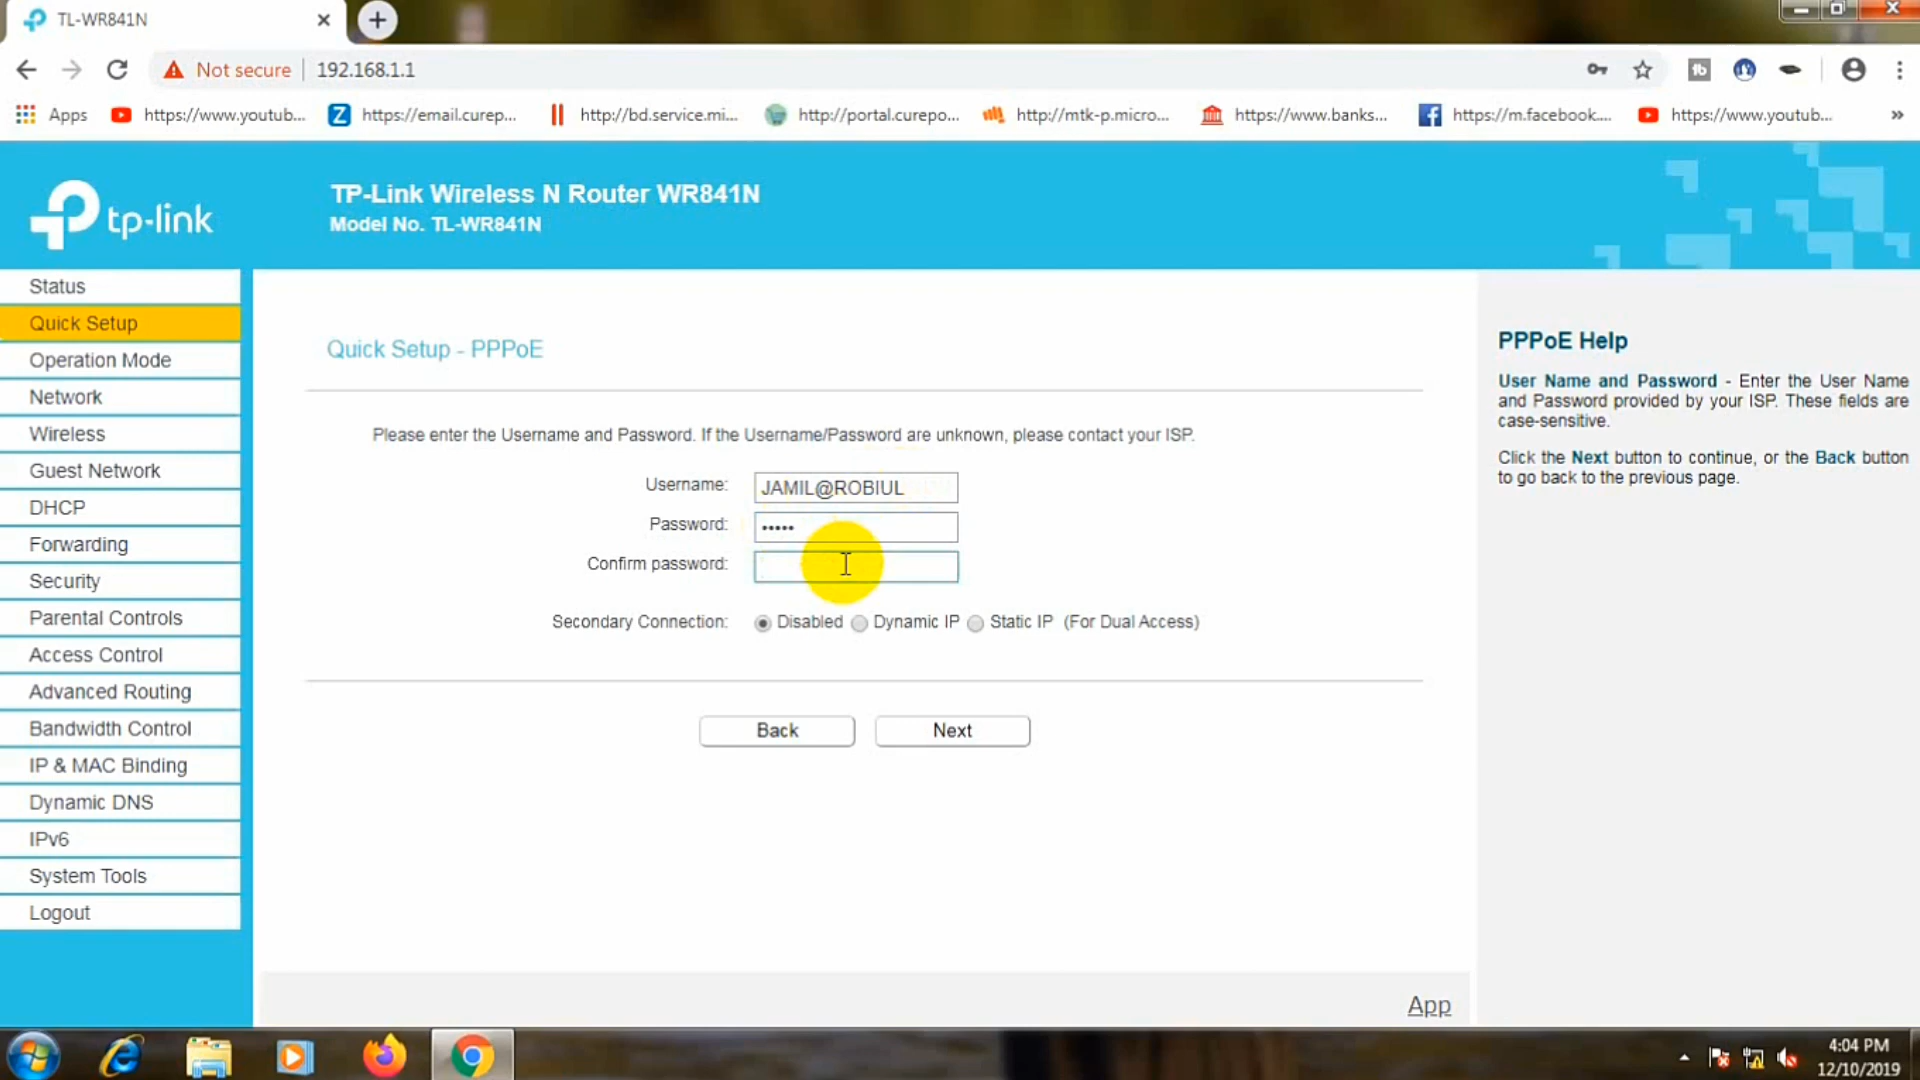 TL-WR841N
Not secure
192.168.1.1
Apps
https://www.youtub...
https://email.curep...
http://bd.service.mi...
http://portal.curepo...
http://mtk-p.micro...
https://www.banks...
https://m.facebook....
https://www.youtub...
»
tp-link
TP-Link Wireless N Router WR841N
Model No. TL-WR841N
Status
Quick Setup
Operation Mode
Network
Wireless
Guest Network
DHCP
Forwarding
Security
Parental Controls
Access Control
Advanced Routing
Bandwidth Control
IP & MAC Binding
Dynamic DNS
IPv6
System Tools
Logout
Quick Setup - PPPoE
Please enter the Username and Password. If the Username/Password are unknown, please contact your ISP.
Username: JAMIL@ROBIUL
Password: •••••
Confirm password:
Secondary Connection: Disabled Dynamic IP Static IP (For Dual Access)
Back
Next
PPPoE Help
User Name and Password - Enter the User Name
and Password provided by your ISP. These fields are
case-sensitive.
Click the Next button to continue, or the Back button
to go back to the previous page.
App
4:04 PM
12/10/2019